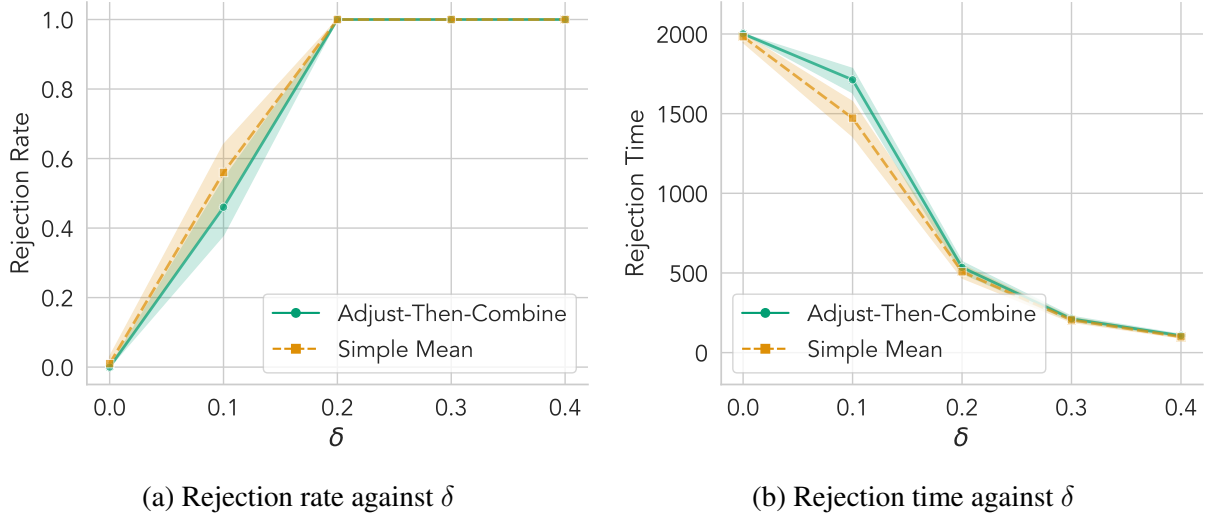 1.0
0.8
0.6
0.4
0.2
0.0
Rejection Rate
0.0 0.1 0.2 0.3 0.4
δ
Adjust-Then-Combine
Simple Mean
(a) Rejection rate against δ
2000
1500
1000
500
0
Rejection Time
0.0 0.1 0.2 0.3 0.4
δ
Adjust-Then-Combine
Simple Mean
(b) Rejection time against δ